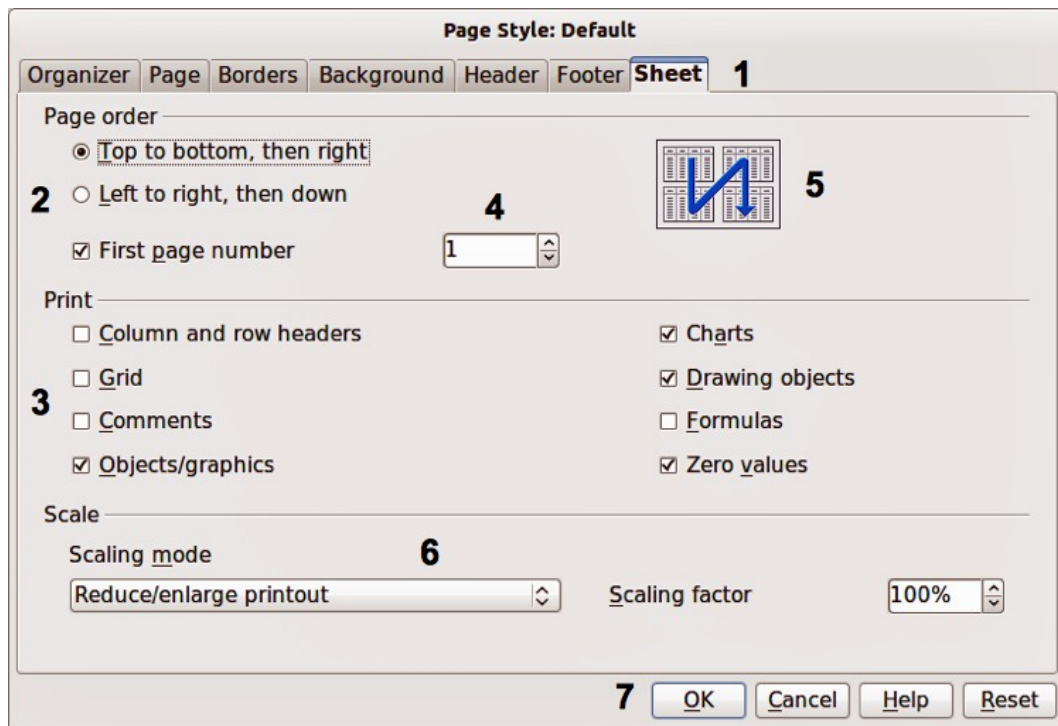 Page Style: Default
Organizer Page Borders Background Header Footer Sheet 1
Page order
Top to bottom, then right
2 Left to right, then down 4 5
First page number 1
Print
Column and row headers Charts
Grid Drawing objects
3
Comments Formulas
Objects/graphics Zero values
Scale
Scaling mode 6
Reduce/enlarge printout Scaling factor 100%
7 OK Cancel Help Reset